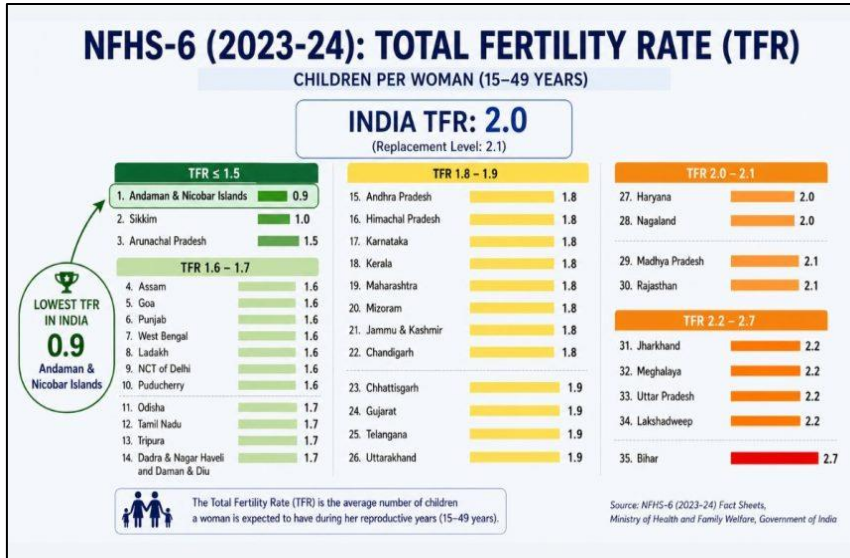 NFHS-6 (2023-24): TOTAL FERTILITY RATE (TFR)
CHILDREN PER WOMAN (15–49 YEARS)
INDIA TFR: 2.0
(Replacement Level: 2.1)
TFR ≤ 1.5
1. Andaman & Nicobar Islands 0.9
2. Sikkim 1.0
3. Arunachal Pradesh 1.5
TFR 1.6 – 1.7
4. Assam 1.6
5. Goa 1.6
6. Punjab 1.6
7. West Bengal 1.6
8. Ladakh 1.6
9. NCT of Delhi 1.6
10. Puducherry 1.6
11. Odisha 1.7
12. Tamil Nadu 1.7
13. Tripura 1.7
14. Dadra & Nagar Haveli 1.7
and Daman & Diu
LOWEST TFR
IN INDIA
0.9
Andaman &
Nicobar Islands
TFR 1.8 – 1.9
15. Andhra Pradesh 1.8
16. Himachal Pradesh 1.8
17. Karnataka 1.8
18. Kerala 1.8
19. Maharashtra 1.8
20. Mizoram 1.8
21. Jammu & Kashmir 1.8
22. Chandigarh 1.8
23. Chhattisgarh 1.9
24. Gujarat 1.9
25. Telangana 1.9
26. Uttarakhand 1.9
TFR 2.0 – 2.1
27. Haryana 2.0
28. Nagaland 2.0
29. Madhya Pradesh 2.1
30. Rajasthan 2.1
TFR 2.2 – 2.7
31. Jharkhand 2.2
32. Meghalaya 2.2
33. Uttar Pradesh 2.2
34. Lakshadweep 2.2
35. Bihar 2.7
The Total Fertility Rate (TFR) is the average number of children
a woman is expected to have during her reproductive years (15–49 years).
Source: NFHS-6 (2023–24) Fact Sheets,
Ministry of Health and Family Welfare, Government of India